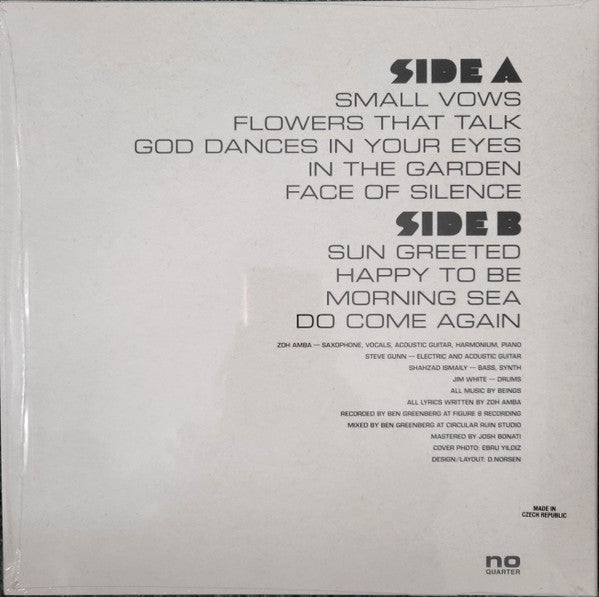 SIDE A
SMALL VOWS
FLOWERS THAT TALK
GOD DANCES IN YOUR EYES
IN THE GARDEN
FACE OF SILENCE
SIDE B
SUN GREETED
HAPPY TO BE
MORNING SEA
DO COME AGAIN
ZOH AMBA — SAXOPHONE, VOCALS, ACOUSTIC GUITAR, HARMONIUM, PIANO
STEVE GUNN — ELECTRIC AND ACOUSTIC GUITAR
SHAHZAD ISMAILY — BASS, SYNTH
JIM WHITE — DRUMS
ALL MUSIC BY BEINGS
ALL LYRICS WRITTEN BY ZOH AMBA
RECORDED BY BEN GREENBERG AT FIGURE 8 RECORDING
MIXED BY BEN GREENBERG AT CIRCULAR RUIN STUDIO
MASTERED BY JOSH BONATI
COVER PHOTO: EBRU YILDIZ
DESIGN/LAYOUT: D.NORSEN
MADE IN
CZECH REPUBLIC
no
QUARTER